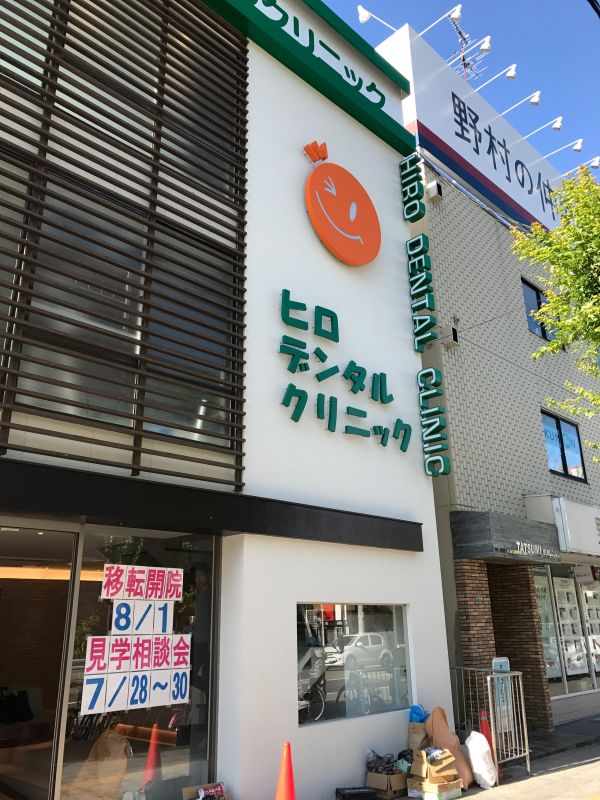 クリニック
野村の仲
HIRO DENTAL CLINIC
ヒロ
デンタル
クリニック
移転開院
8/1
見学相談会
7/28～30
TATSUMI